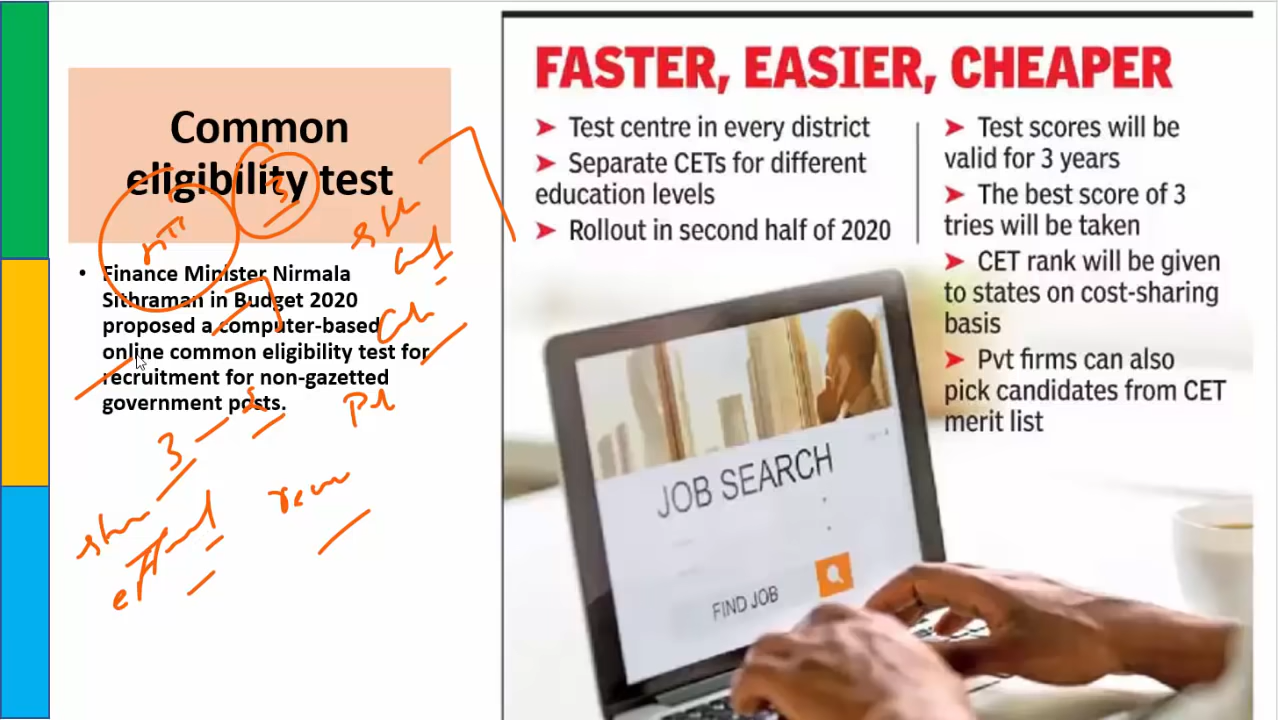 Common
eligibility test
• Finance Minister Nirmala
Sithraman in Budget 2020
proposed a computer-based
online common eligibility test for
recruitment for non-gazetted
government posts.
3
3
FASTER, EASIER, CHEAPER
➤ Test centre in every district
➤ Separate CETs for different
education levels
➤ Rollout in second half of 2020
➤ Test scores will be
valid for 3 years
➤ The best score of 3
tries will be taken
➤ CET rank will be given
to states on cost-sharing
basis
➤ Pvt firms can also
pick candidates from CET
merit list
JOB SEARCH
FIND JOB